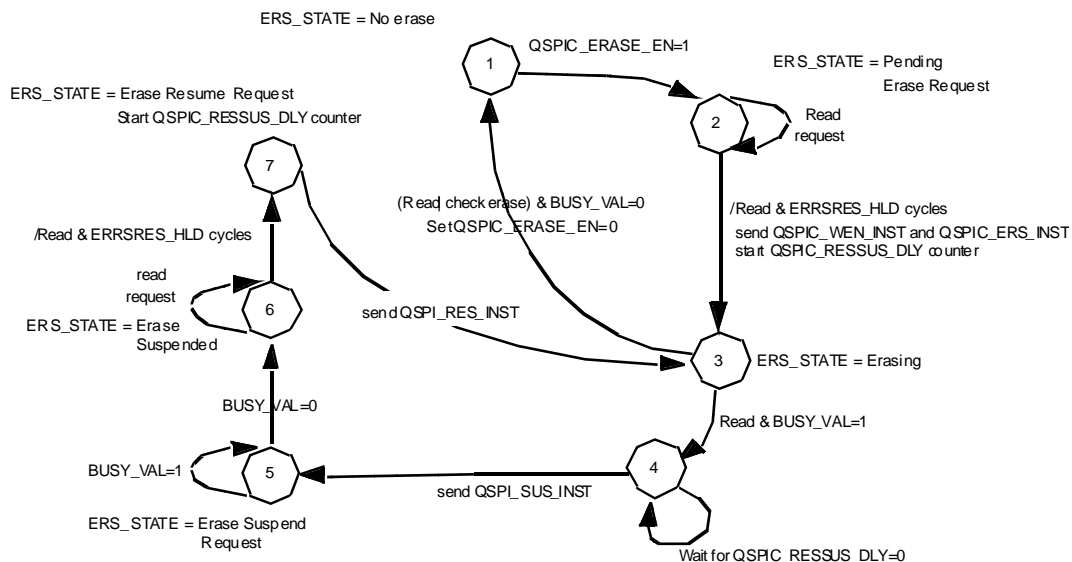 ERS_STATE = No erase
QSPIC_ERASE_EN=1
1
ERS_STATE = Pending
Erase Request
ERS_STATE = Erase Resume Request
Start QSPIC_RESSUS_DLY counter
2
Read
request
7
(Read| check erase) & BUSY_VAL=0
Set QSPIC_ERASE_EN=0
/Read & ERRSRES_HLD cycles
send QSPIC_WEN_INST and QSPIC_ERS_INST
start QSPIC_RESSUS_DLY counter
/Read & ERRSRES_HLD cycles
read
request
6
send QSPI_RES_INST
ERS_STATE = Erase
Suspended
3
ERS_STATE = Erasing
BUSY_VAL=0
Read & BUSY_VAL=1
BUSY_VAL=1
5
4
send QSPI_SUS_INST
ERS_STATE = Erase Suspend
Request
Wait for QSPIC_RESSUS_DLY=0